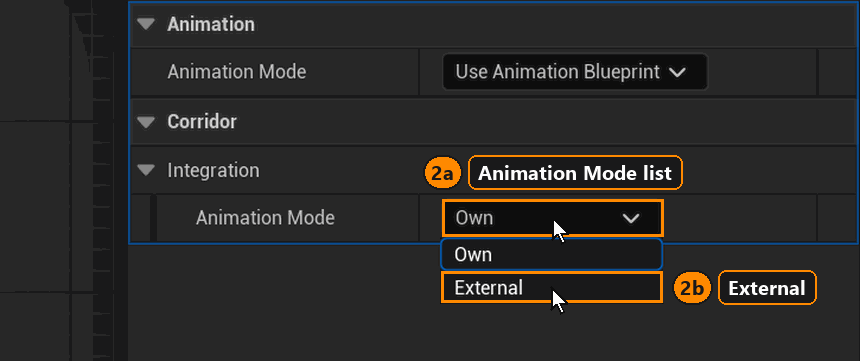 Animation
Animation Mode
Use Animation Blueprint
Corridor
Integration
2a
Animation Mode list
Animation Mode
Own
Own
External
2b
External